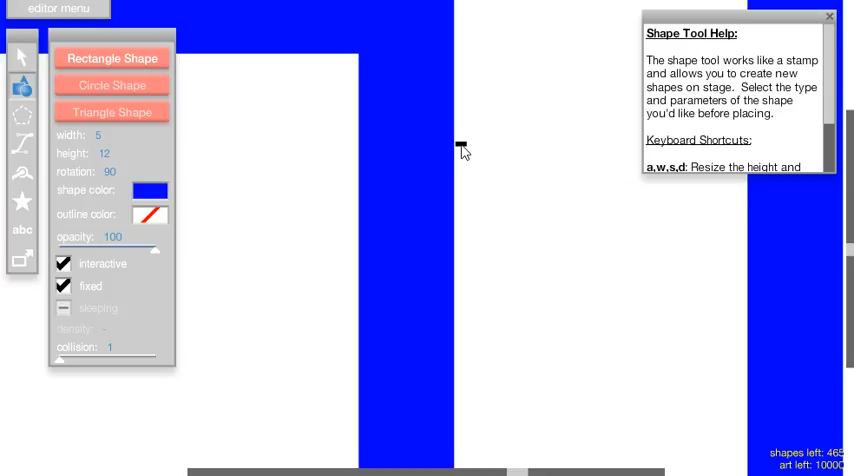 editor menu
Rectangle Shape
Circle Shape
Triangle Shape
width: 5
height: 12
rotation: 90
shape color:
outline color:
opacity: 100
interactive
fixed
sleeping
density: -
collision: 1
abc
Shape Tool Help:
The shape tool works like a stamp
and allows you to create new
shapes on stage. Select the type
and parameters of the shape
you'd like before placing.
Keyboard Shortcuts:
a,w,s,d: Resize the height and
shapes left: 465
art left: 10000